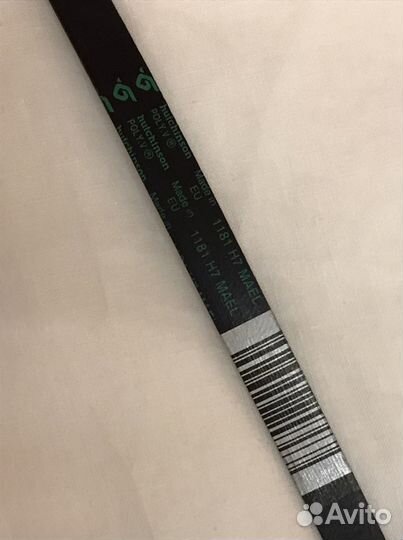 hutchinson
POLY.V ®
Made in
EU
1181 H7 MAEL
hutchinson
POLY.V ®
Made in
EU
1181 H7 MAEL
Avito